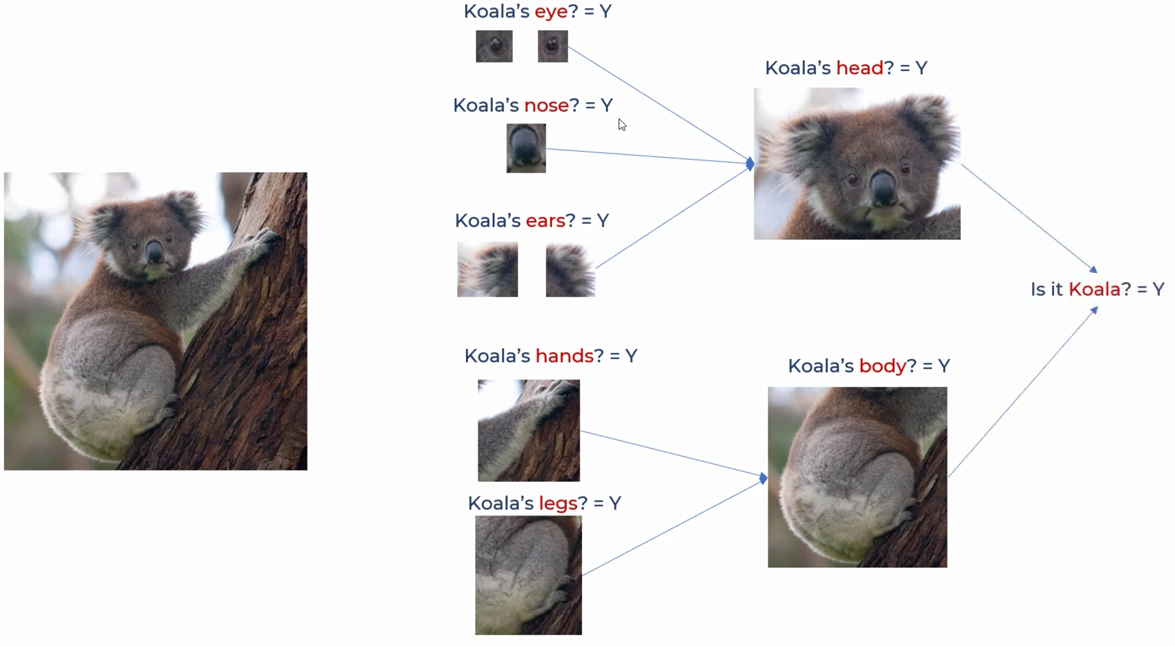 Koala's eye? = Y
Koala's nose? = Y
Koala's ears? = Y
Koala's hands? = Y
Koala's legs? = Y
Koala's head? = Y
Koala's body? = Y
Is it Koala? = Y